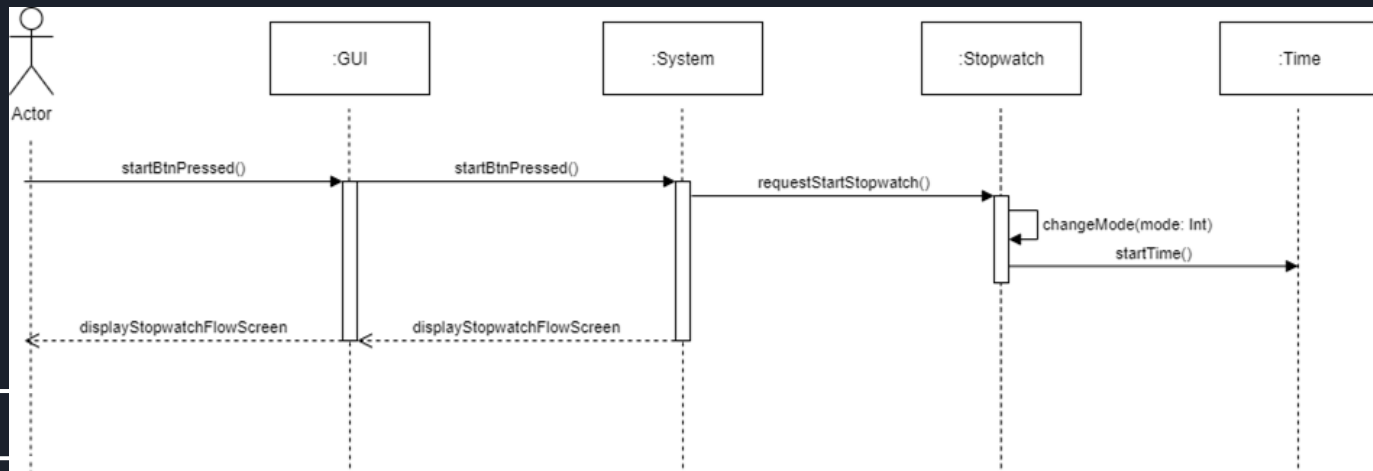 :GUI
:System
:Stopwatch
:Time
Actor
startBtnPressed()
startBtnPressed()
requestStartStopwatch()
changeMode(mode: Int)
startTime()
displayStopwatchFlowScreen
displayStopwatchFlowScreen